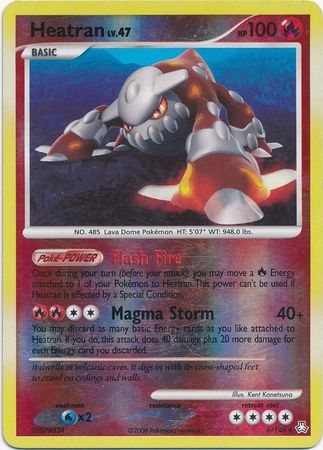 Heatran LV.47 HP 100
BASIC
NO. 485 Lava Dome Pokémon HT: 5'07" WT: 948.0 lbs.
Poké-POWER Flash Fire
Once during your turn (before your attack), you may move a Energy
attached to 1 of your Pokémon to Heatran. This power can't be used if
Heatran is affected by a Special Condition.
Magma Storm 40+
You may discard as many basic Energy cards as you like attached to
Heatran. If you do, this attack does 40 damage plus 20 more damage for
each Energy card you discarded.
It dwells in volcanic caves. It digs in with its cross-shaped feet
to crawl on ceilings and walls.
Illus. Kent Kanetsuna
weakness resistance retreat cost
×2
©2008 Pokémon/Nintendo
6/146